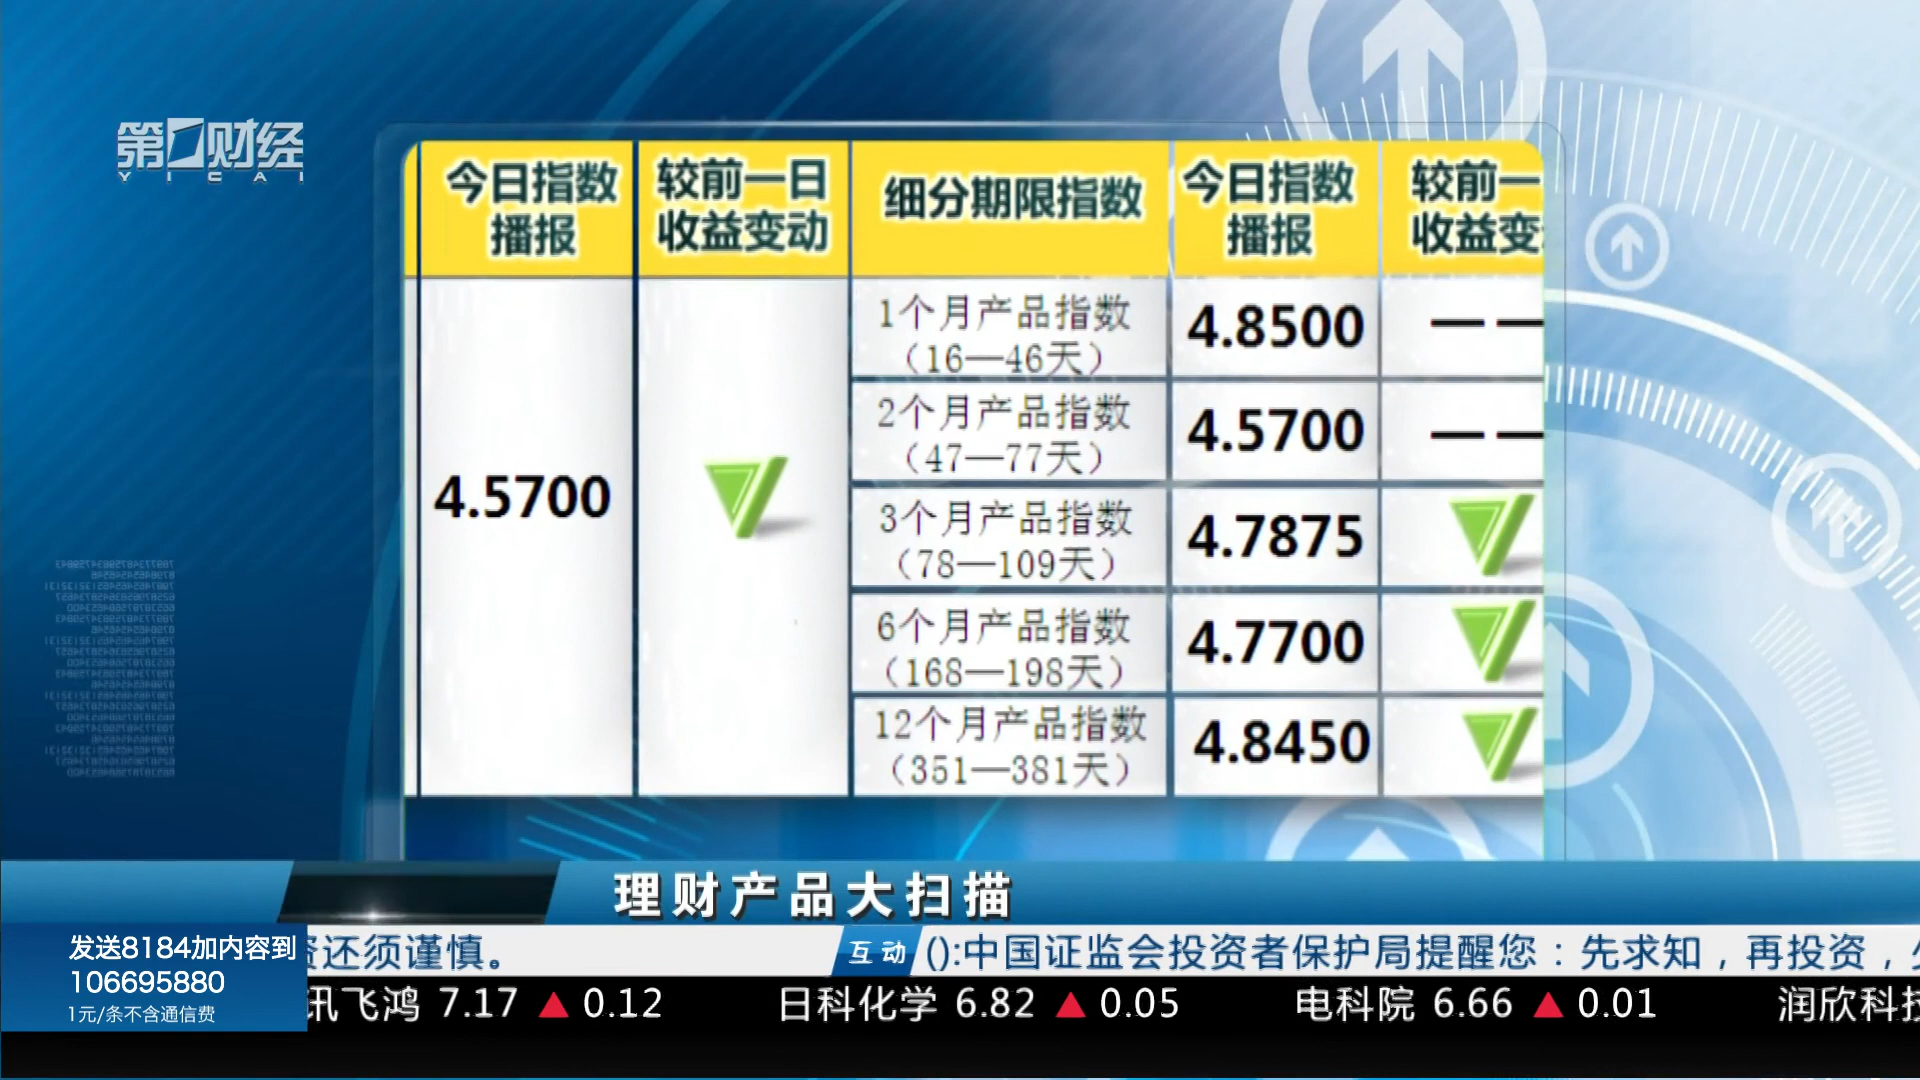 第一财经
YICAI
今日指数
播报
较前一日
收益变动
细分期限指数
今日指数
播报
较前一
收益变
4.5700
1个月产品指数
（16—46天）
4.8500
——
2个月产品指数
（47—77天）
4.5700
——
3个月产品指数
（78—109天）
4.7875
6个月产品指数
（168—198天）
4.7700
12个月产品指数
（351—381天）
4.8450
理财产品大扫描
发送8184加内容到
106695880
1元/条不含通信费
资还须谨慎。 互动 ():中国证监会投资者保护局提醒您：先求知，再投资，
讯飞鸿 7.17 ▲ 0.12 日科化学 6.82 ▲ 0.05 电科院 6.66 ▲ 0.01 润欣科技